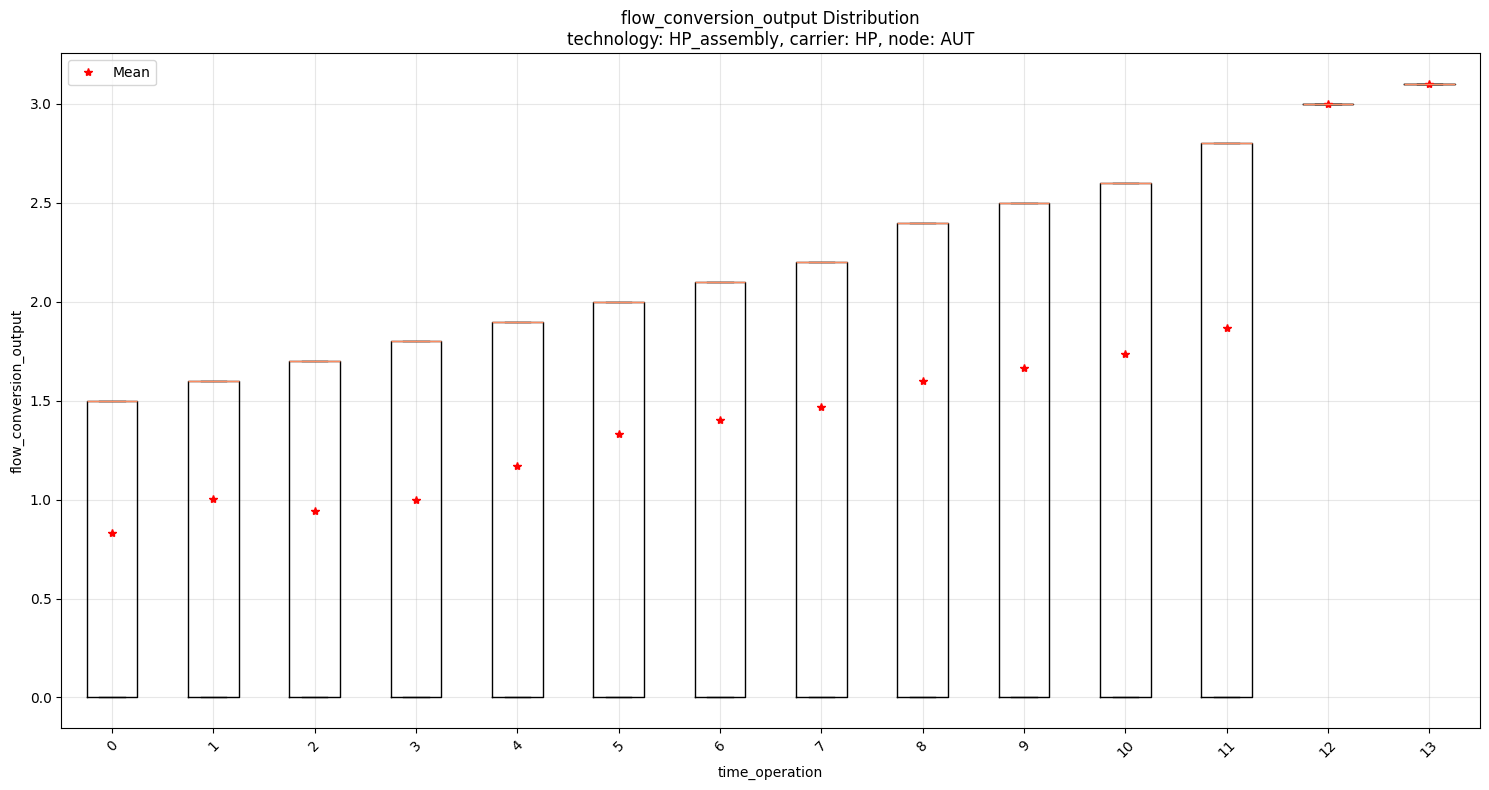 flow_conversion_output Distribution
technology: HP_assembly, carrier: HP, node: AUT
Mean
flow_conversion_output
3.0
2.5
2.0
1.5
1.0
0.5
0.0
0 1 2 3 4 5 6 7 8 9 10 11 12 13
time_operation